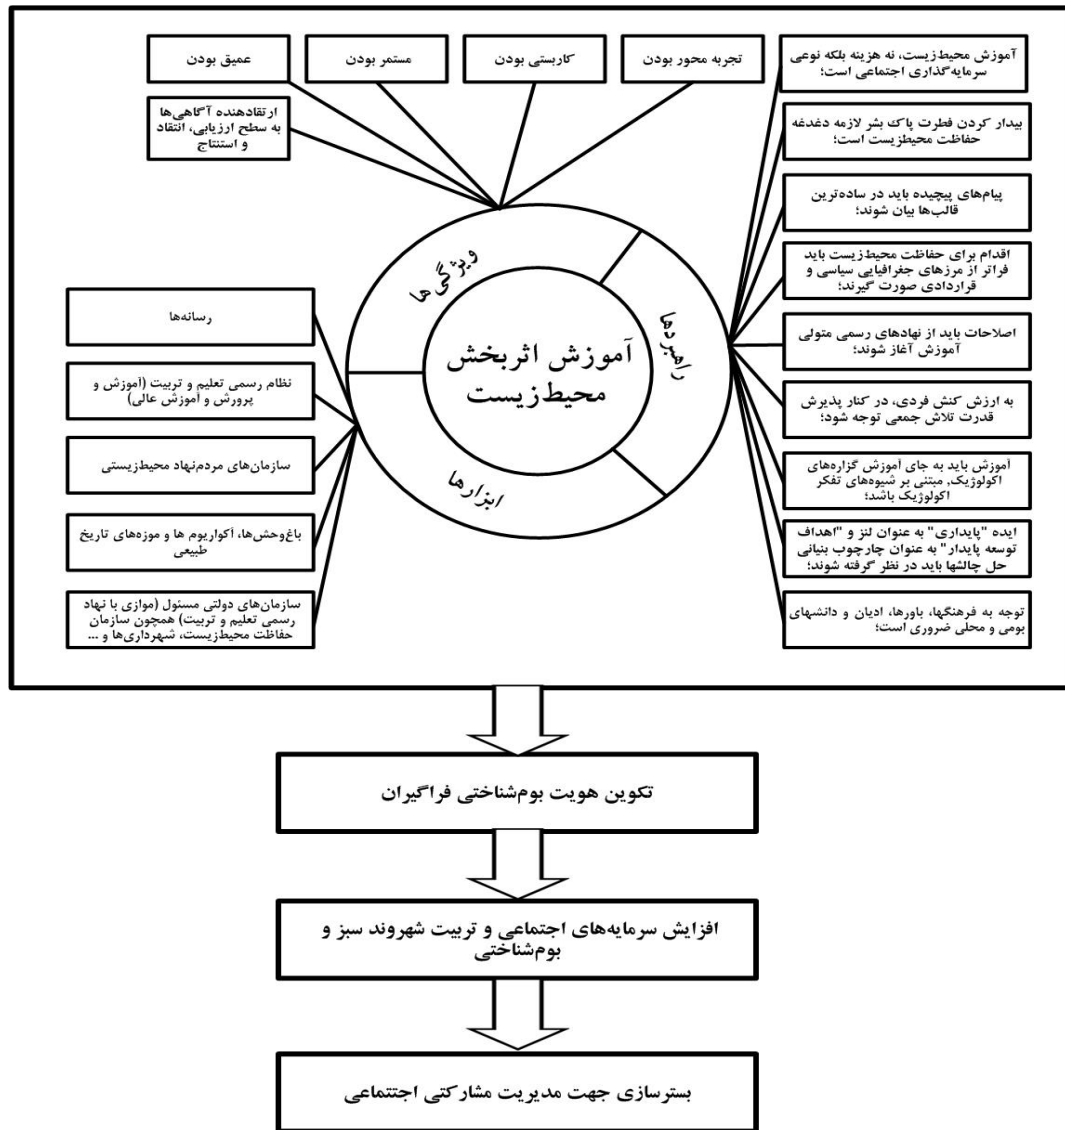 تجربه محور بودن
کاربستی بودن
مستمر بودن
عمیق بودن
ارتقادهنده آگاهی‌ها
به سطح ارزیابی، انتقاد
و استنتاج
آموزش محیط‌زیست، نه هزینه بلکه نوعی
سرمایه‌گذاری اجتماعی است؛
بیدار کردن فطرت پاک بشر لازمه دغدغه
حفاظت محیط‌زیست است؛
پیام‌های پیچیده باید در ساده‌ترین
قالب‌ها بیان شوند؛
اقدام برای حفاظت محیط‌زیست باید
فراتر از مرزهای جغرافیایی سیاسی و
قراردادی صورت گیرند؛
اصلاحات باید از نهادهای رسمی متولی
آموزش آغاز شوند؛
به ارزش کنش فردی، در کنار پذیرش
قدرت تلاش جمعی توجه شود؛
آموزش باید به جای آموزش گزاره‌های
اکولوژیک, مبتنی بر شیوه‌های تفکر
اکولوژیک باشد؛
ایده "پایداری" به عنوان لنز و "اهداف
توسعه پایدار" به عنوان چارچوب بنیانی
حل چالشها باید در نظر گرفته شوند؛
توجه به فرهنگها، باورها، ادیان و دانشهای
بومی و محلی ضروری است؛
راهبردها
ویژگی‌ها
آموزش اثربخش
محیط‌زیست
ابزارها
رسانه‌ها
نظام رسمی تعلیم و تربیت (آموزش و
پرورش و آموزش عالی)
سازمان‌های مردم‌نهاد محیط‌زیستی
باغ‌وحش‌ها، آکواریوم ها و موزه‌های تاریخ
طبیعی
سازمان‌های دولتی مسئول (موازی با نهاد
رسمی تعلیم و تربیت) همچون سازمان
حفاظت محیط‌زیست، شهرداری‌ها و ...
تکوین هویت بوم‌شناختی فراگیران
افزایش سرمایه‌های اجتماعی و تربیت شهروند سبز و
بوم‌شناختی
بسترسازی جهت مدیریت مشارکتی اجتتماعی